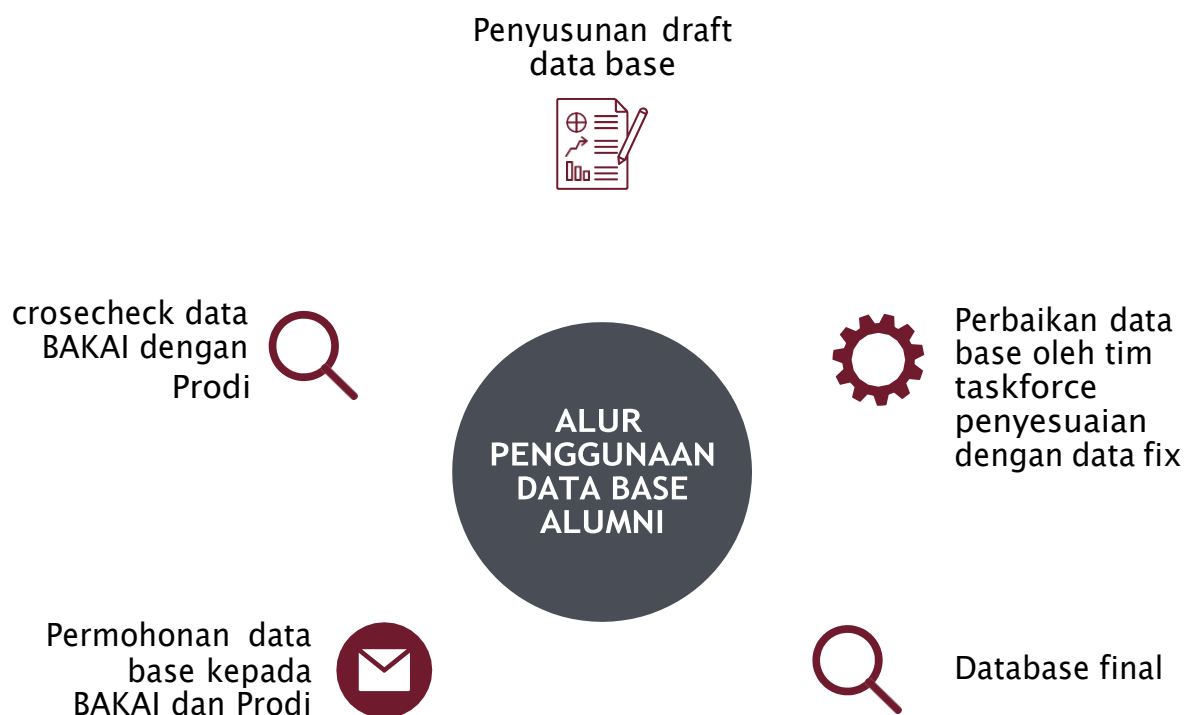 Penyusunan draft
data base
crosecheck data
BAKAI dengan
Prodi
Perbaikan data
base oleh tim
taskforce
penyesuaian
dengan data fix
ALUR
PENGGUNAAN
DATA BASE
ALUMNI
Permohonan data
base kepada
BAKAI dan Prodi
Database final